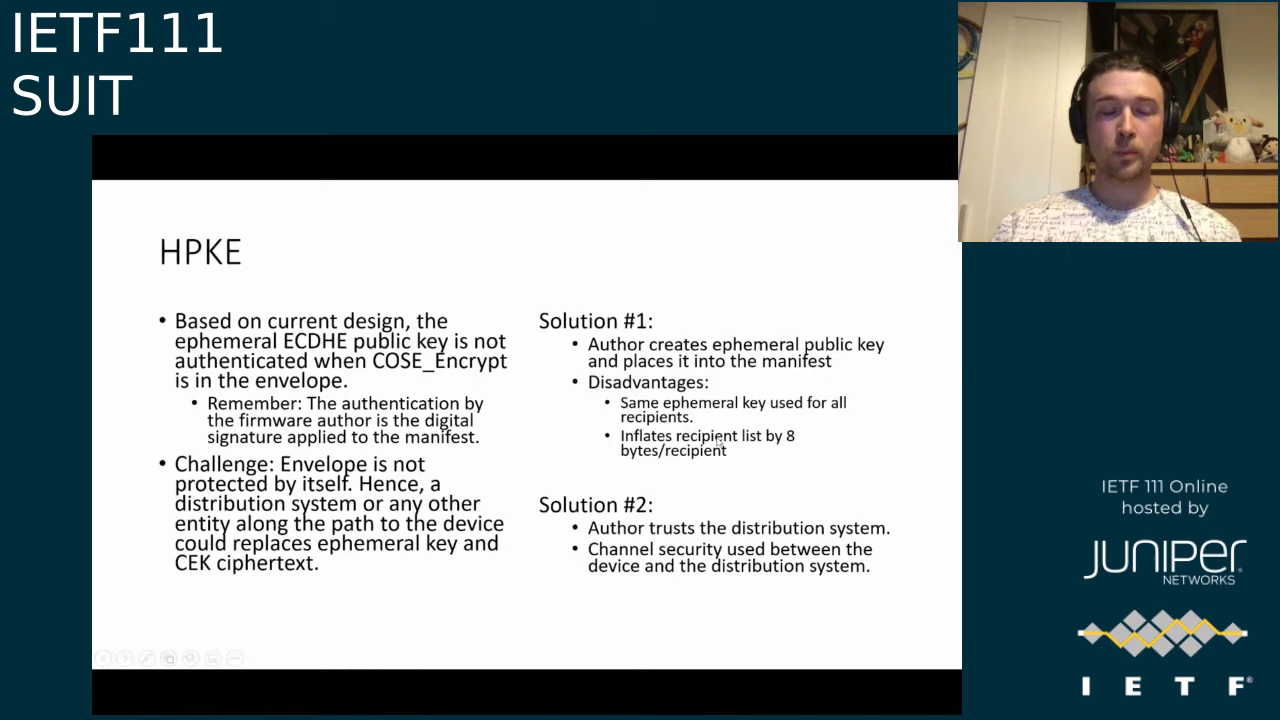 IETF111
SUIT
HPKE
• Based on current design, the
ephemeral ECDHE public key is not
authenticated when COSE_Encrypt
is in the envelope.
• Remember: The authentication by
the firmware author is the digital
signature applied to the manifest.
• Challenge: Envelope is not
protected by itself. Hence, a
distribution system or any other
entity along the path to the device
could replaces ephemeral key and
CEK ciphertext.
Solution #1:
• Author creates ephemeral public key
and places it into the manifest
• Disadvantages:
• Same ephemeral key used for all
recipients.
• Inflates recipient list by 8
bytes/recipient
Solution #2:
• Author trusts the distribution system.
• Channel security used between the
device and the distribution system.
IETF 111 Online
hosted by
JUNIPER
NETWORKS
I E T F®